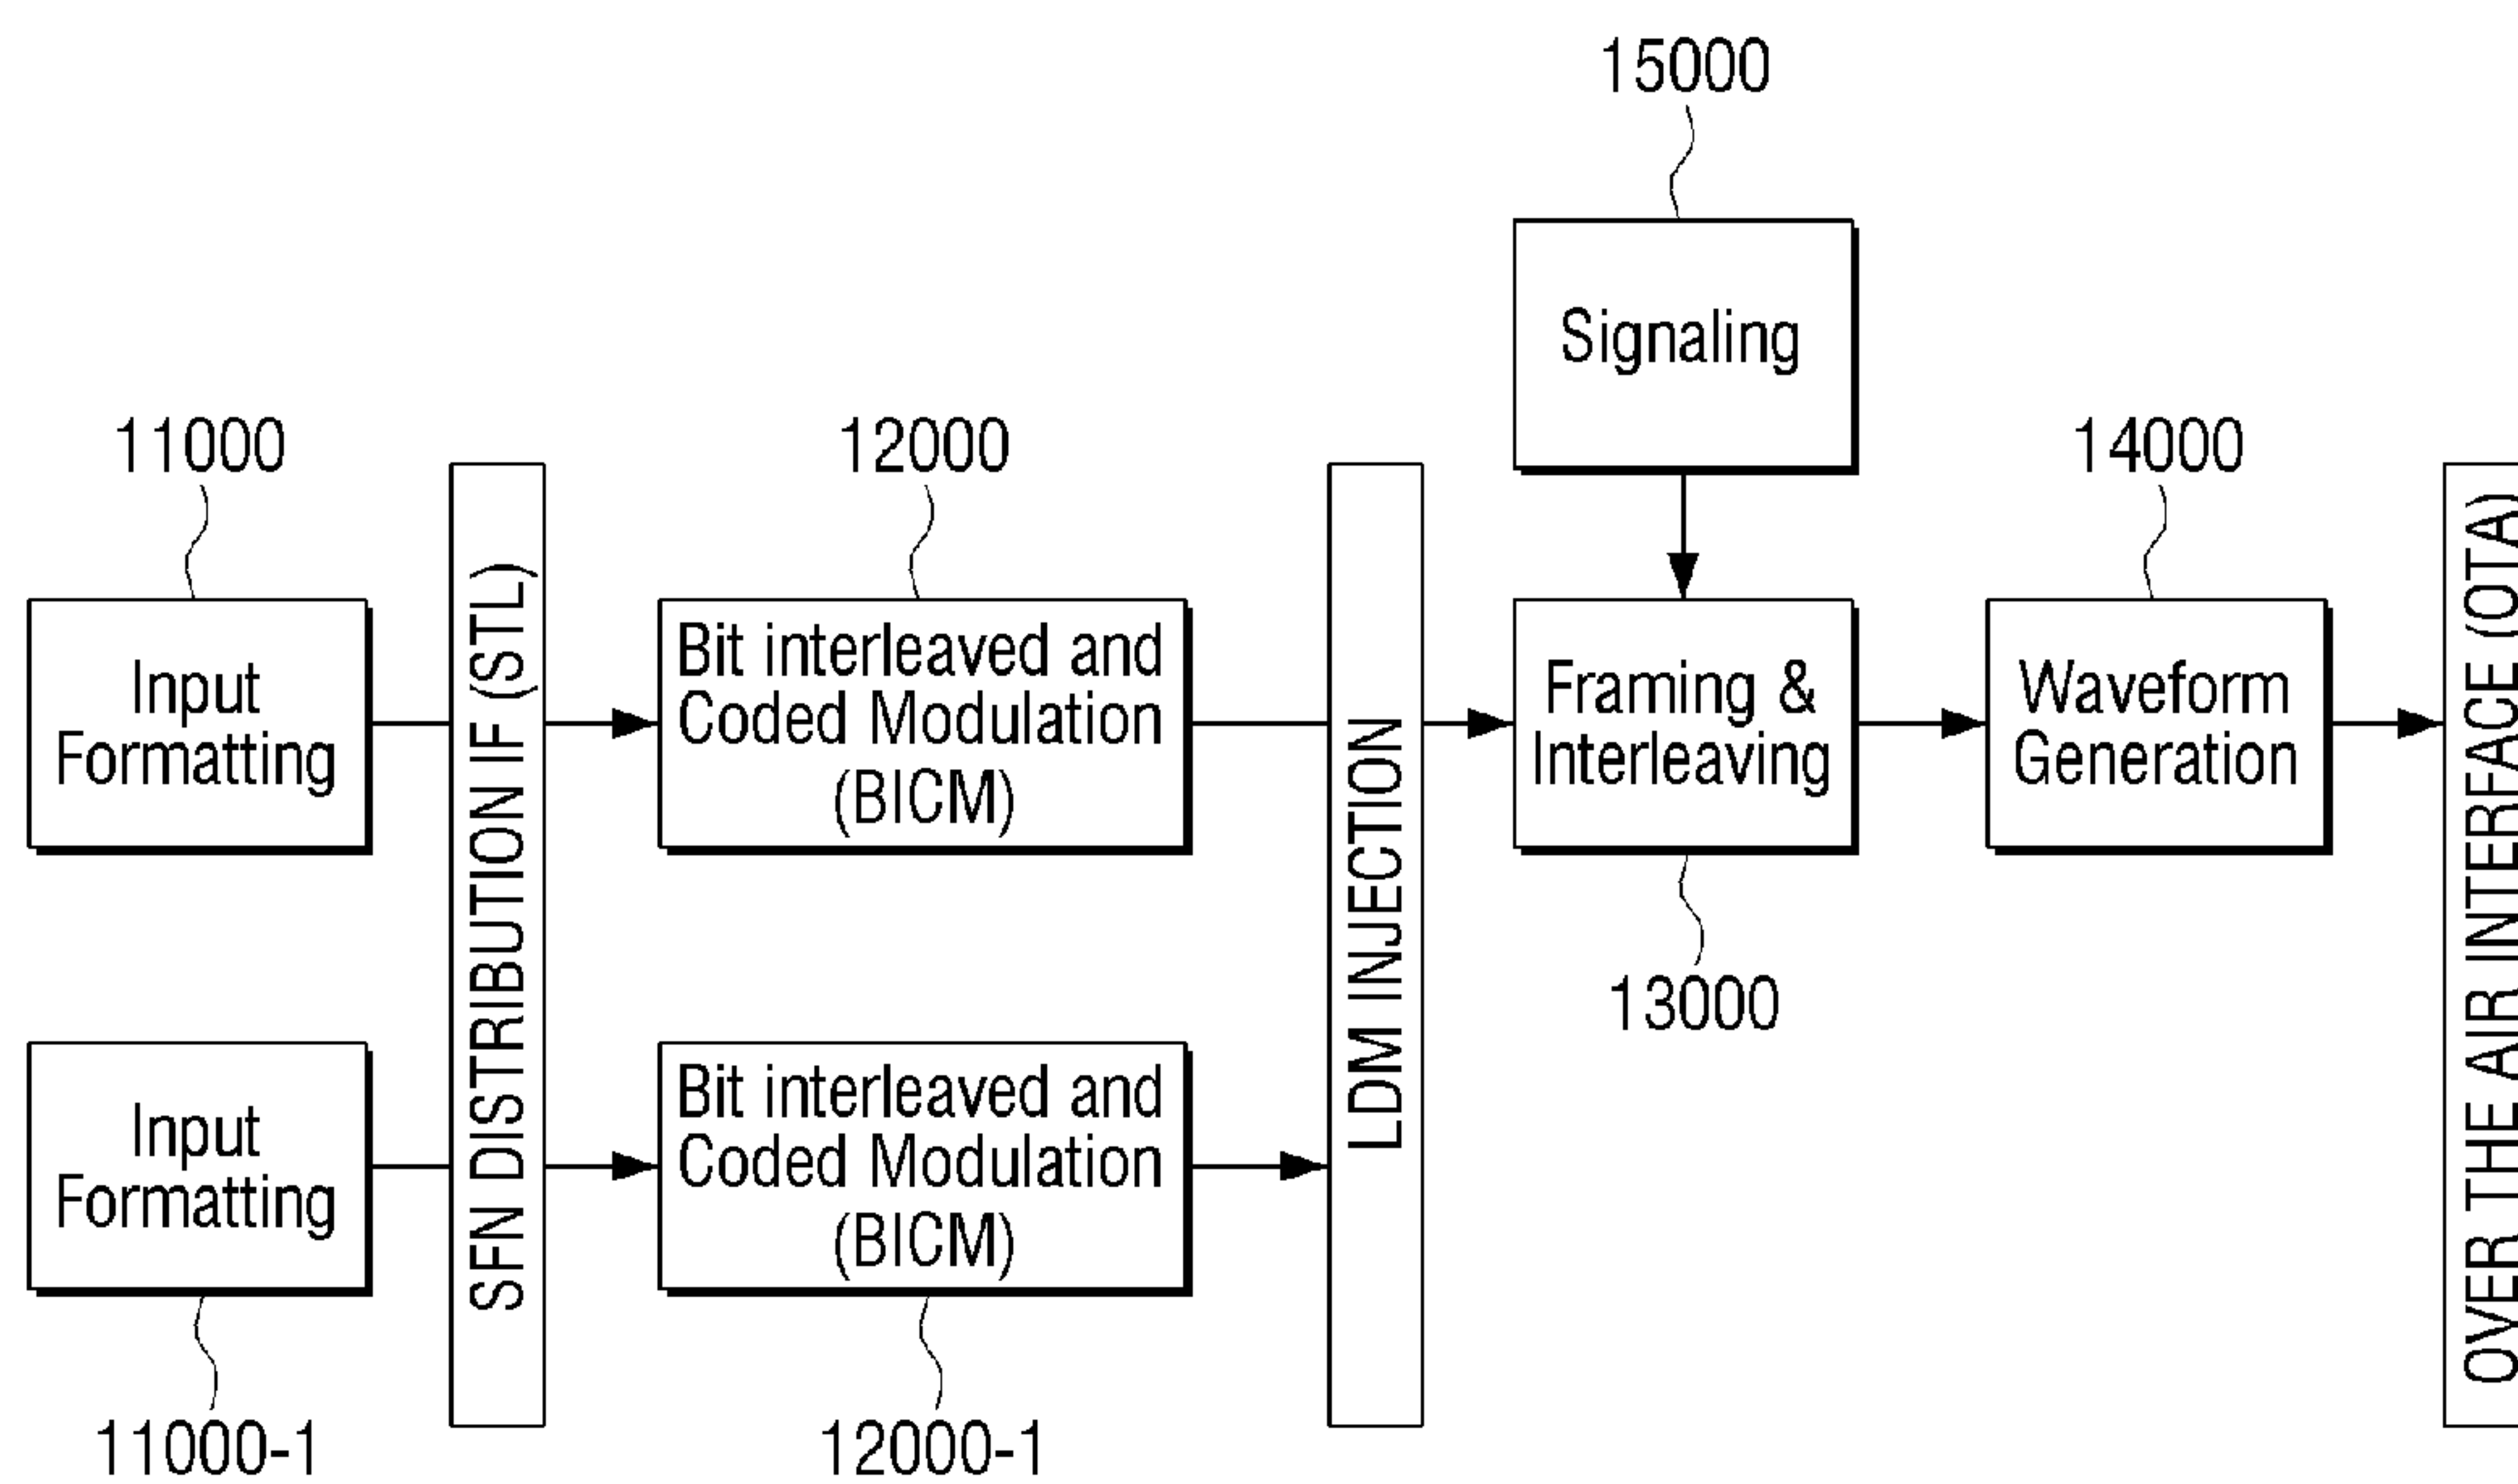 15000
Signaling
11000
12000
14000
Input
Formatting
SFN DISTRIBUTION IF (STL)
Bit interleaved and
Coded Modulation
(BICM)
LDM INJECTION
Framing &
Interleaving
Waveform
Generation
OVER THE AIR INTERFACE (OTA)
13000
Input
Formatting
Bit interleaved and
Coded Modulation
(BICM)
11000-1
12000-1